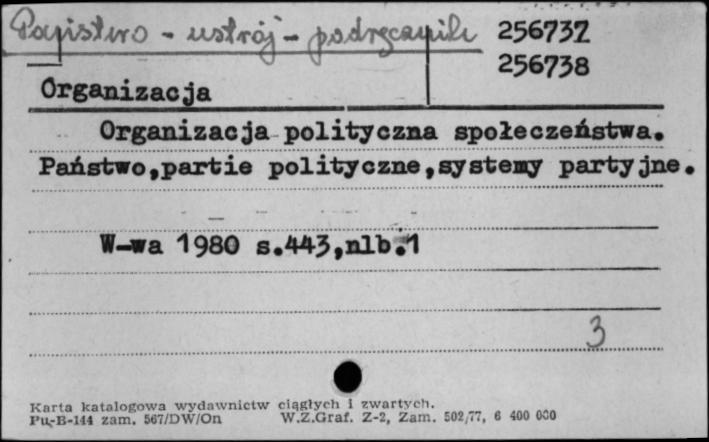 Państwo - ustrój - podręczniki 256737
256738
Organizacja
Organizacja polityczna społeczeństwa.
Państwo,partie polityczne,systemy partyjne.
W-wa 1980 s.443,nlb.1
3
Karta katalogowa wydawnictw ciągłych i zwartych.
Pu-B-144 zam. 567/DW/On W.Z.Graf. Z-2, Zam. 502/77, 6 400 000